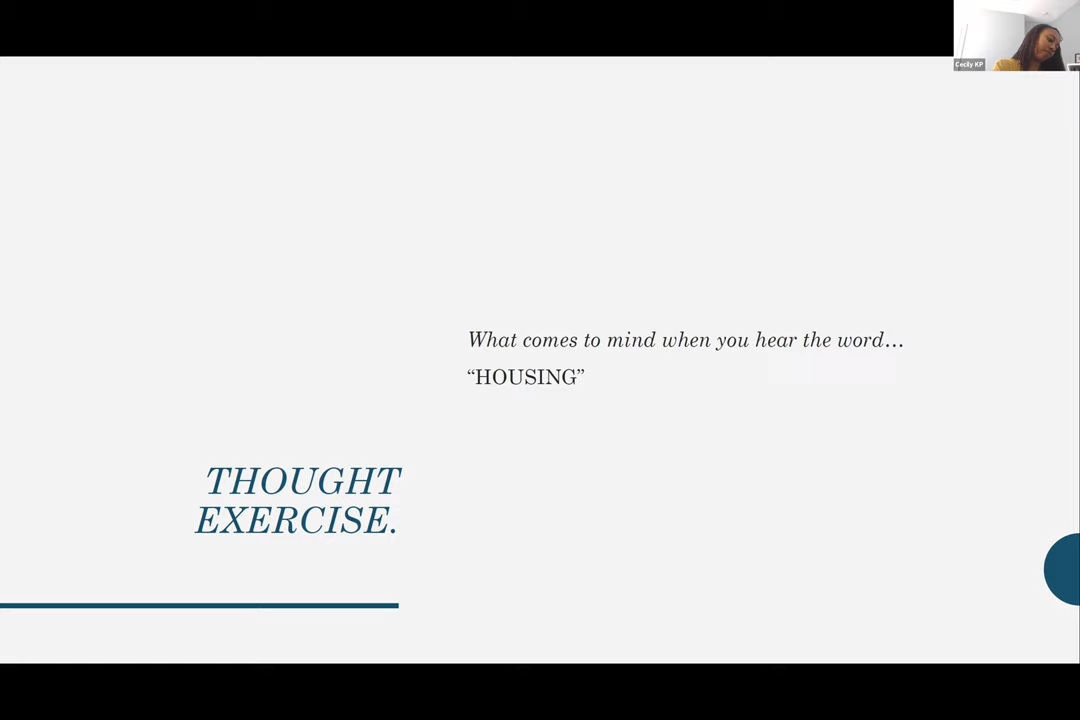 Cecily KP
What comes to mind when you hear the word…
“HOUSING”
THOUGHT
EXERCISE.